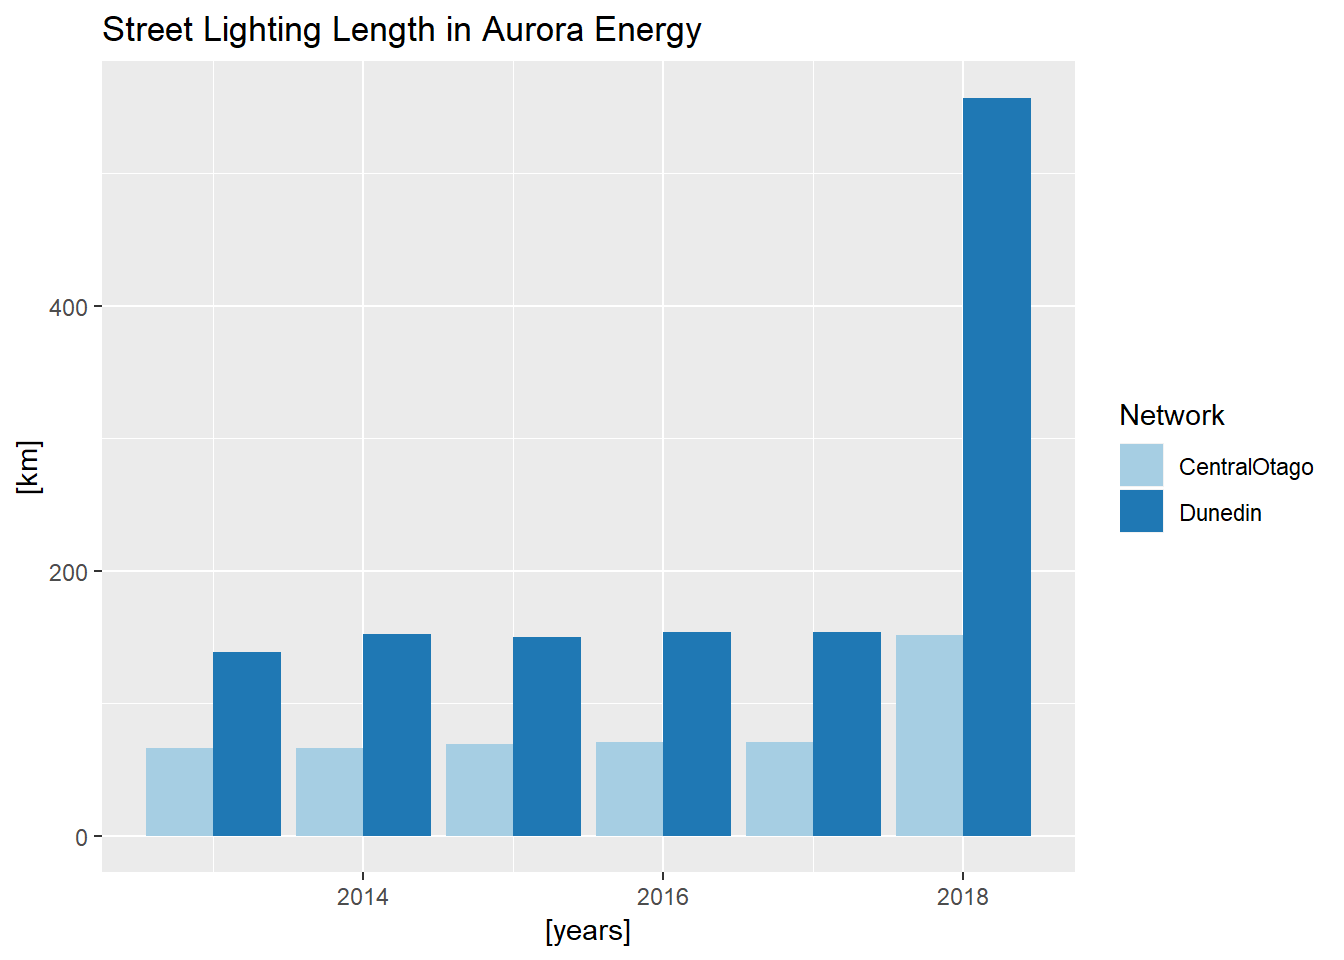 Street Lighting Length in Aurora Energy
400
200
0
[km]
2014 2016 2018
[years]
Network
CentralOtago
Dunedin